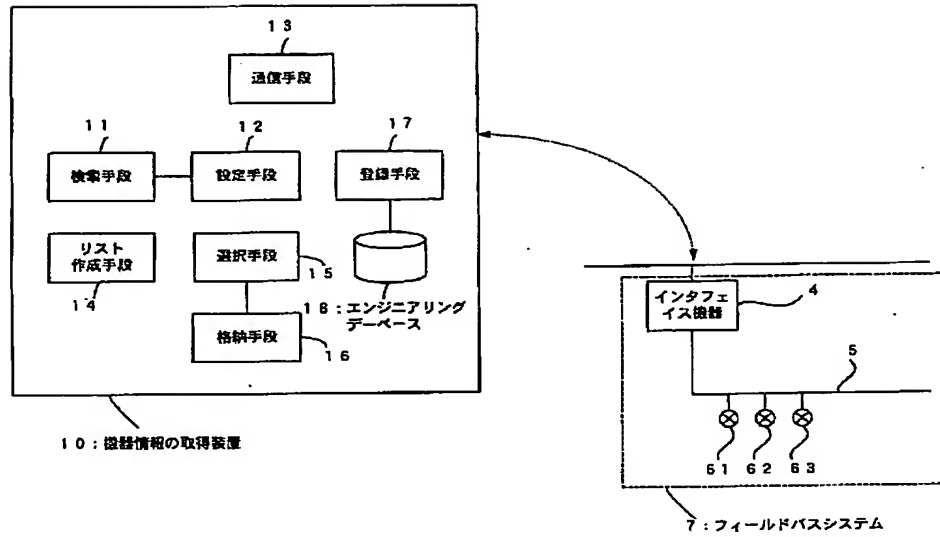 13
通信手段
11
検索手段
12
設定手段
17
登録手段
リスト
作成手段
14
選択手段
15
18:エンジニアリング
デーベース
格納手段
16
10:機器情報の取得装置
インタフェ
イス機器
4
5
61
62
63
7:フィールドバスシステム